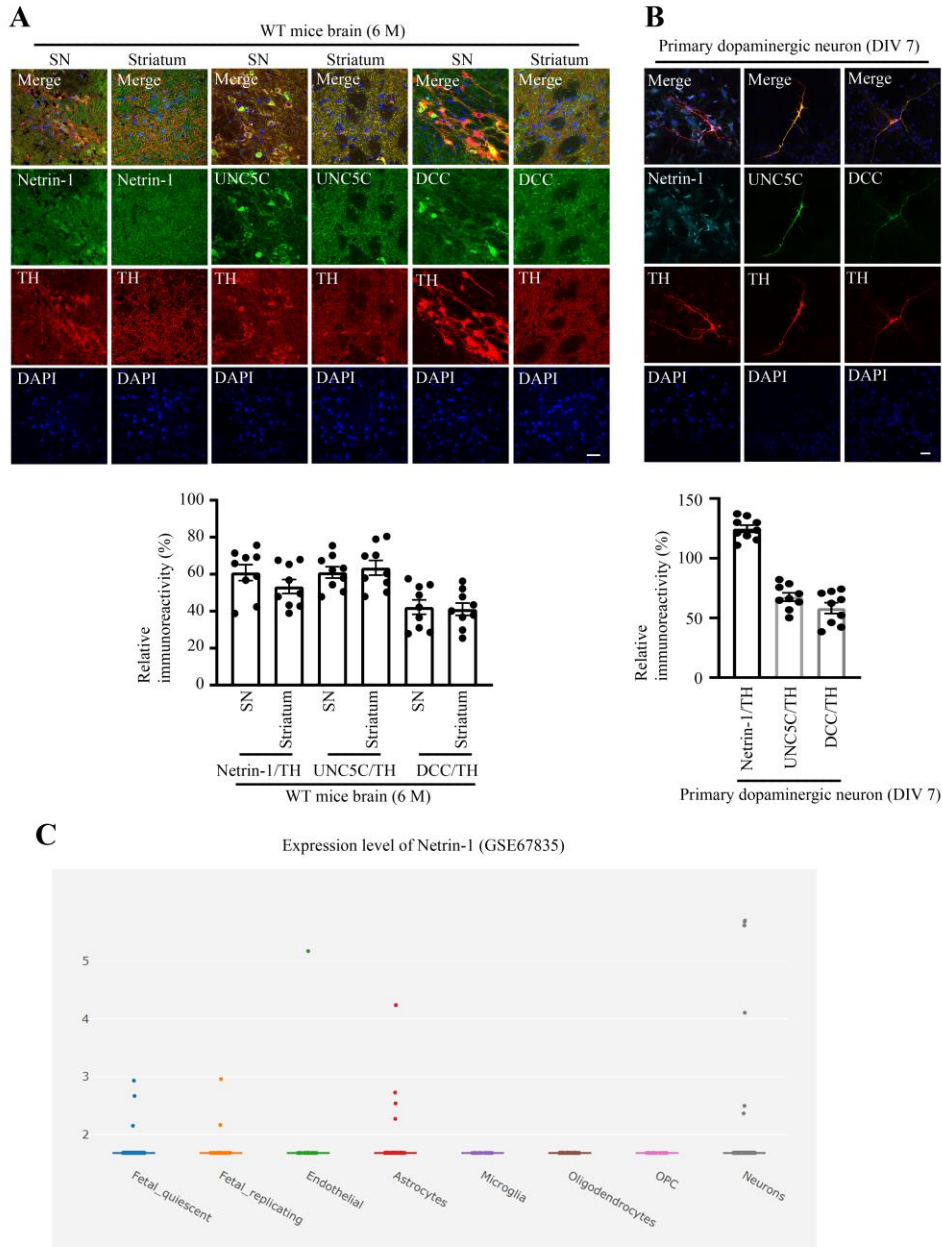 A
WT mice brain (6 M)
SN Striatum SN Striatum SN Striatum
Merge Merge Merge Merge Merge Merge
Netrin-1 Netrin-1 UNC5C UNC5C DCC DCC
TH TH TH TH TH TH
DAPI DAPI DAPI DAPI DAPI DAPI
100
80
60
40
20
0
Relative
immunoreactivity (%)
SN Striatum SN Striatum SN Striatum
Netrin-1/TH UNC5C/TH DCC/TH
WT mice brain (6 M)
B
Primary dopaminergic neuron (DIV 7)
Merge Merge Merge
Netrin-1 UNC5C DCC
TH TH TH
DAPI DAPI DAPI
150
100
50
0
Relative
immunoreactivity (%)
Netrin-1/TH UNC5C/TH DCC/TH
Primary dopaminergic neuron (DIV 7)
C
Expression level of Netrin-1 (GSE67835)
5
4
3
2
Fetal_quiescent Fetal_replicating Endothelial Astrocytes Microglia Oligodendrocytes OPC Neurons